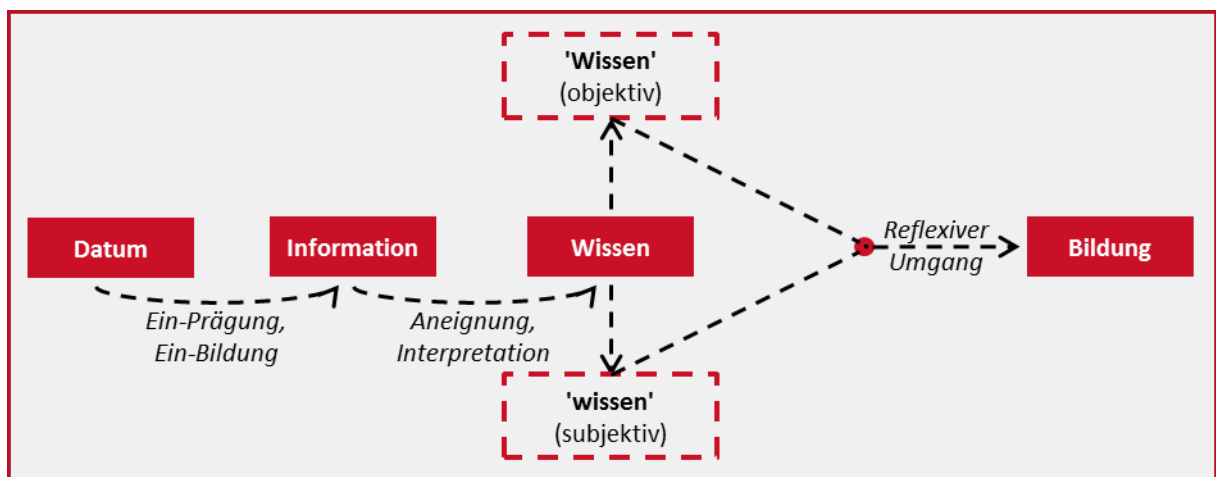 'Wissen'
(objektiv)
Datum
Information
Wissen
Reflexiver
Umgang
Bildung
Ein-Prägung,
Ein-Bildung
Aneignung,
Interpretation
'wissen'
(subjektiv)